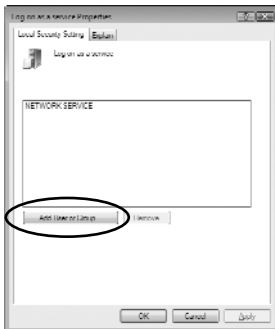 Log on as a service Properties
Local Security Setting Explain
Log on as a service
NETWORK SERVICE
Add User or Group... Remove
OK Cancel Apply